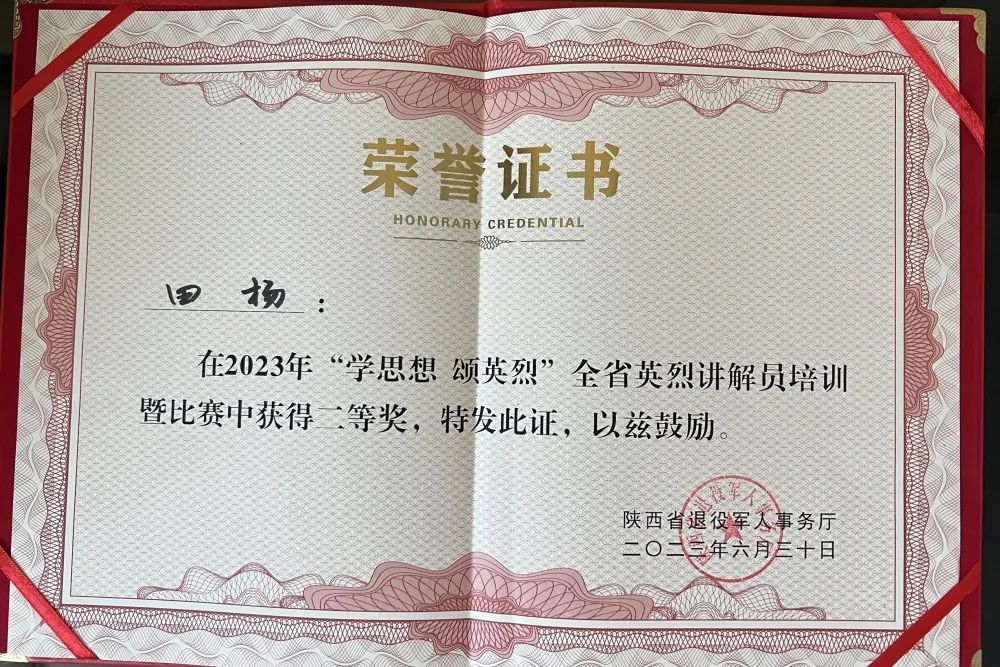 荣誉证书
HONORARY CREDENTIAL
田 杨：
在2023年“学思想 颂英烈”全省英烈讲解员培训
暨比赛中获得二等奖，特发此证，以兹鼓励。
陕西省退役军人事务厅
二〇二三年六月三十日